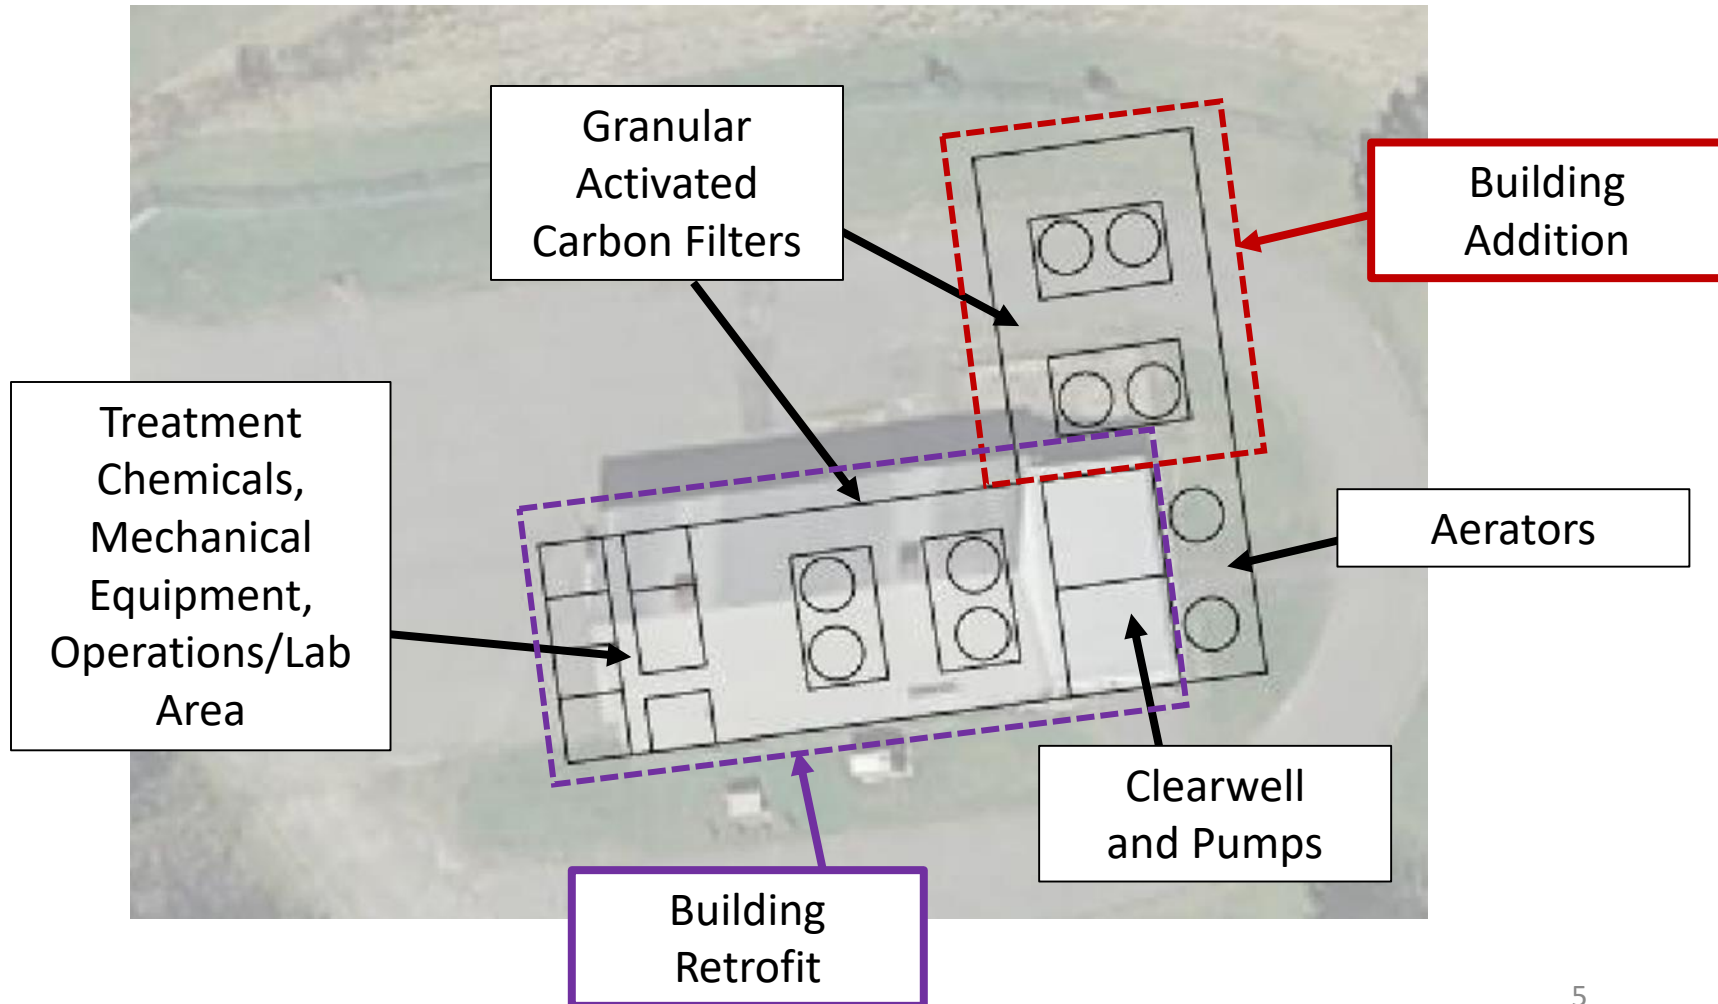 Granular
Activated
Carbon Filters
Building
Addition
Treatment
Chemicals,
Mechanical
Equipment,
Operations/Lab
Area
Aerators
Clearwell
and Pumps
Building
Retrofit
5